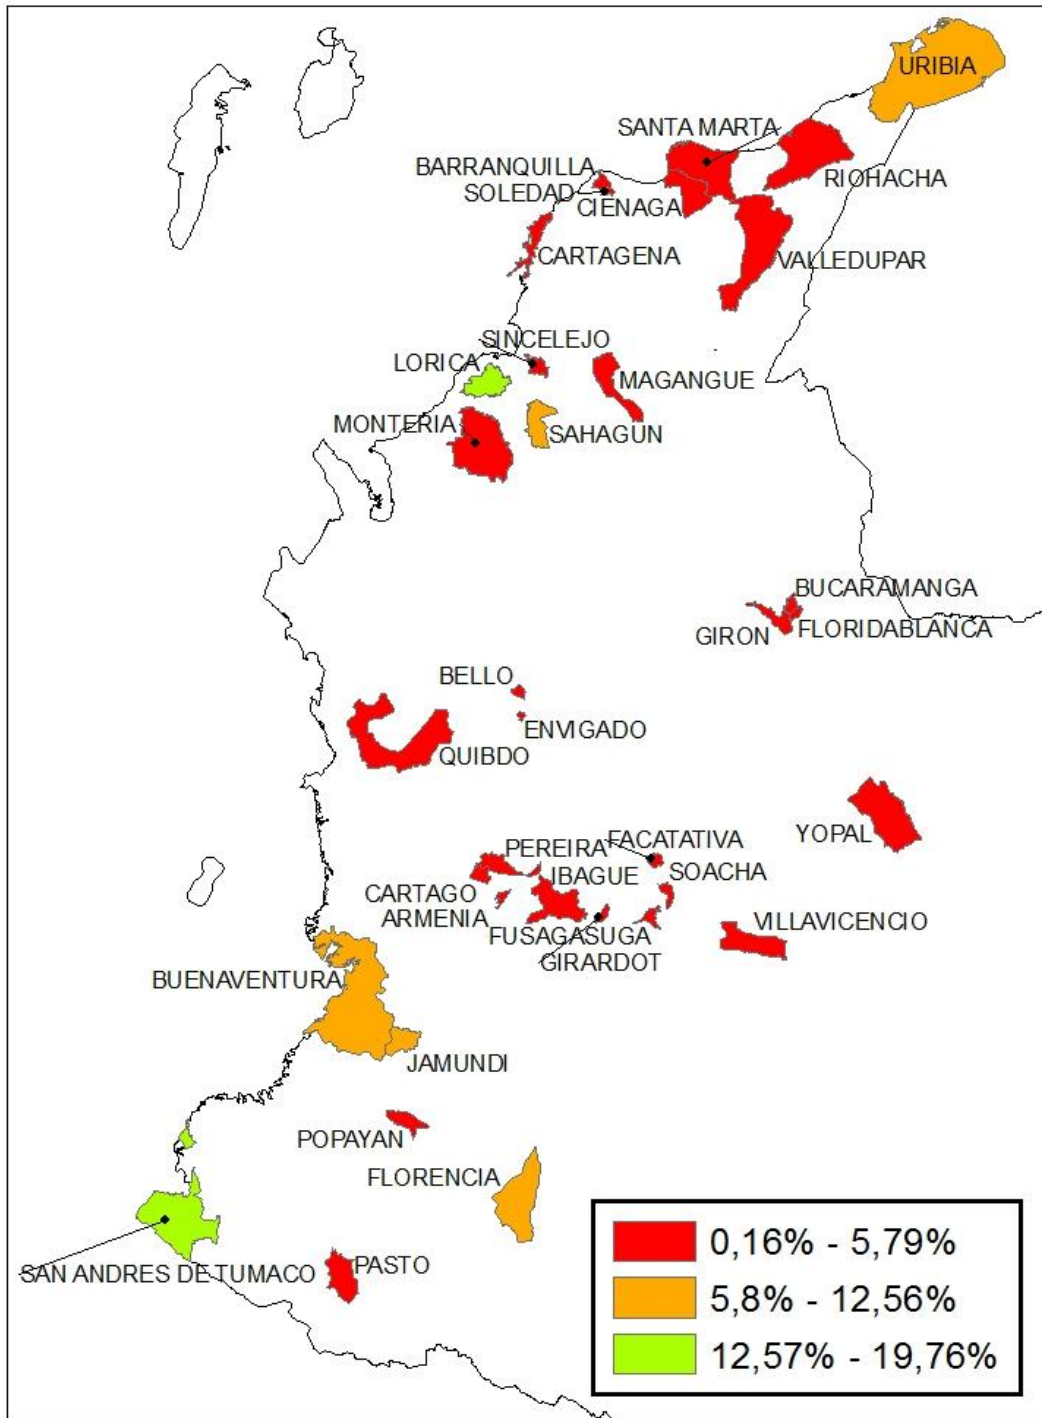 URIBIA
SANTA MARTA
BARRANQUILLA
SOLEDAD
CIENAGA
RIOHACHA
CARTAGENA
VALLEDUPAR
SINCELEJO
LORICA
MAGANGUE
MONTERIA
SAHAGUN
BUCARAMANGA
GIRON
FLORIDABLANCA
BELLO
ENVIGADO
QUIBDO
YOPAL
PEREIRA
FACATATIVA
IBAGUE
SOACHA
CARTAGO
ARMENIA
FUSAGASUGA
VILLAVICENCIO
GIRARDOT
BUENAVENTURA
JAMUNDI
POPAYAN
FLORENCIA
SAN ANDRES DE TUMACO
PASTO
0,16% - 5,79%
5,8% - 12,56%
12,57% - 19,76%